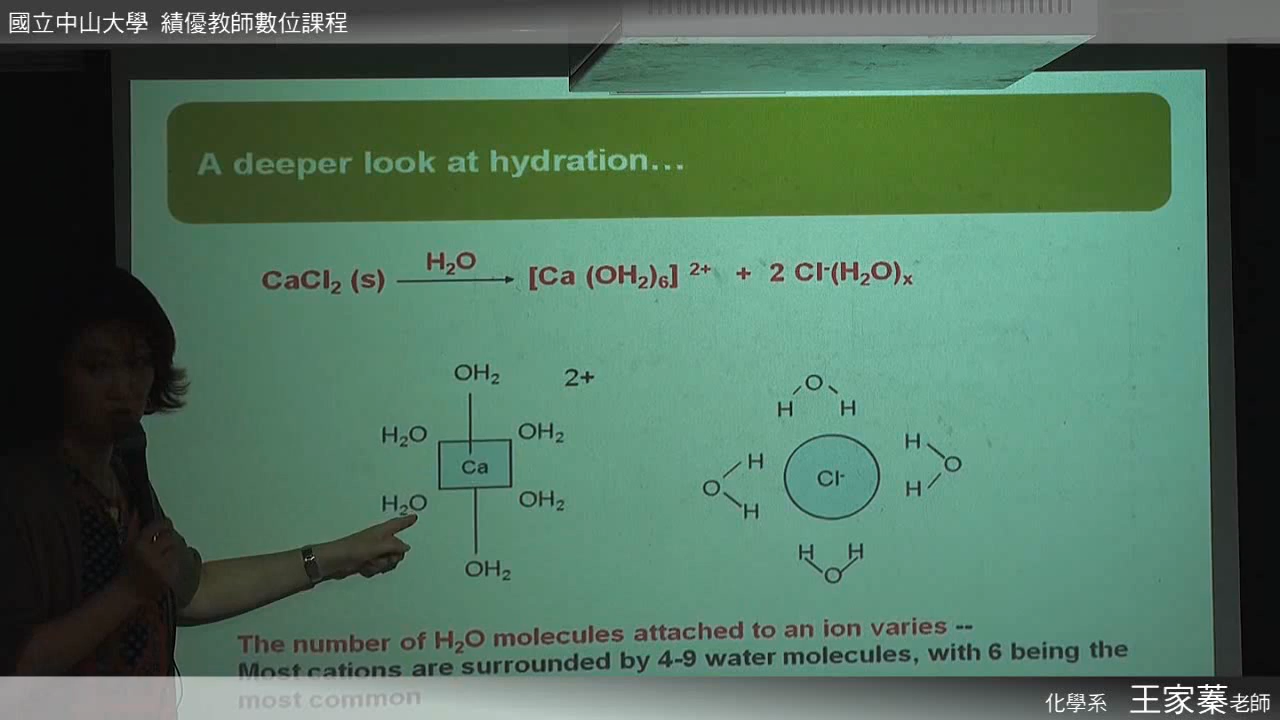 國立中山大學 績優教師數位課程
A deeper look at hydration...
H₂O
CaCl₂ (s) → [Ca (OH₂)₆] ²⁺ + 2 Cl⁻(H₂O)ₓ
OH₂ 2+
H₂O OH₂
Ca
H₂O OH₂
OH₂
O
H H
H
O
H
Cl⁻
H
O
H
H H
O
The number of H₂O molecules attached to an ion varies --
Most cations are surrounded by 4-9 water molecules, with 6 being the
most common
化學系 王家蓁老師